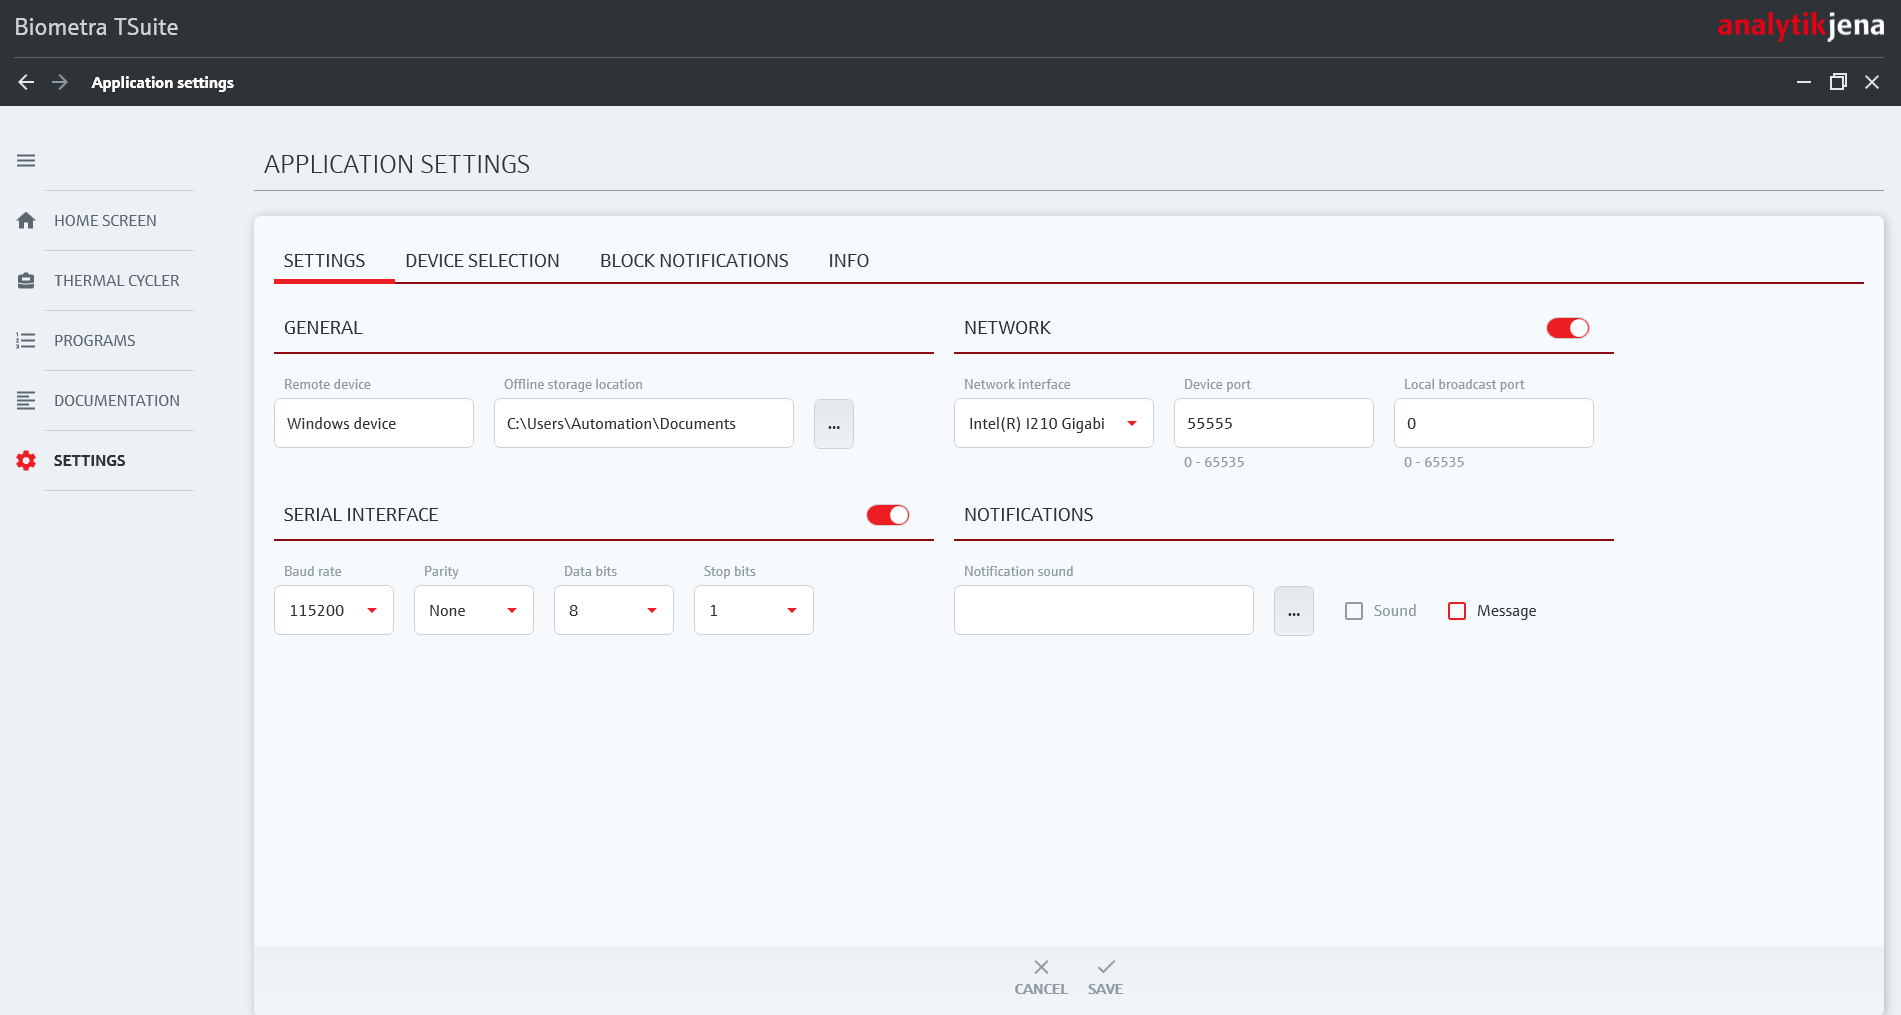 Biometra TSuite
analytikjena
Application settings
APPLICATION SETTINGS
HOME SCREEN
THERMAL CYCLER
PROGRAMS
DOCUMENTATION
SETTINGS
SETTINGS DEVICE SELECTION BLOCK NOTIFICATIONS INFO
GENERAL
Remote device Offline storage location
Windows device C:\Users\Automation\Documents ...
NETWORK
Network interface Device port Local broadcast port
Intel(R) I210 Gigabi 55555 0
0 - 65535 0 - 65535
SERIAL INTERFACE
Baud rate Parity Data bits Stop bits
115200 None 8 1
NOTIFICATIONS
Notification sound
... Sound Message
CANCEL SAVE